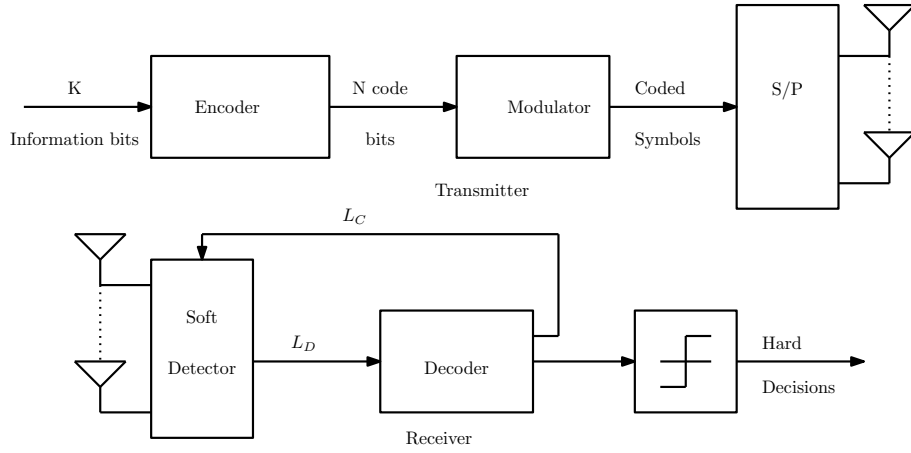 K
Information bits
Encoder
N code
bits
Modulator
Coded
Symbols
S/P
Transmitter
L_C
Soft
Detector
L_D
Decoder
Hard
Decisions
Receiver